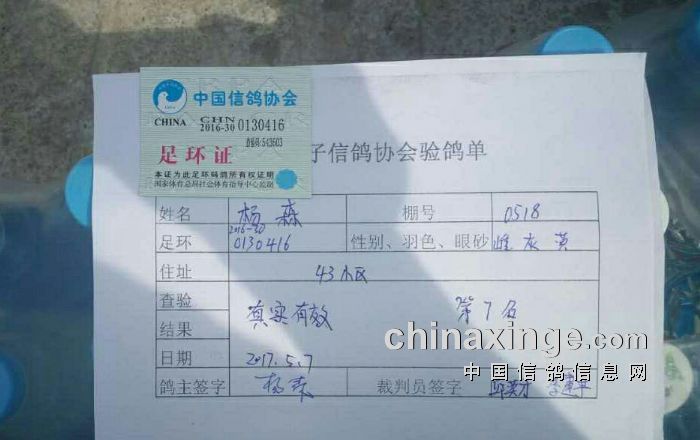 中国信鸽协会
CHINA CHN
2016-30 0130416
足环证
本证为此足环鸽所有权证明
国家体育总局社会体育指导中心监制
子信鸽协会验鸽单
姓名 杨森 棚号 0518
足环 2016-30 0130416 性别、羽色、眼砂 雌 灰 黄
住址 43小区
查验结果 真实有效 第7名
日期 2017.5.7
鸽主签字 杨森 裁判员签字
chinaxinge.com
中国信鸽信息网